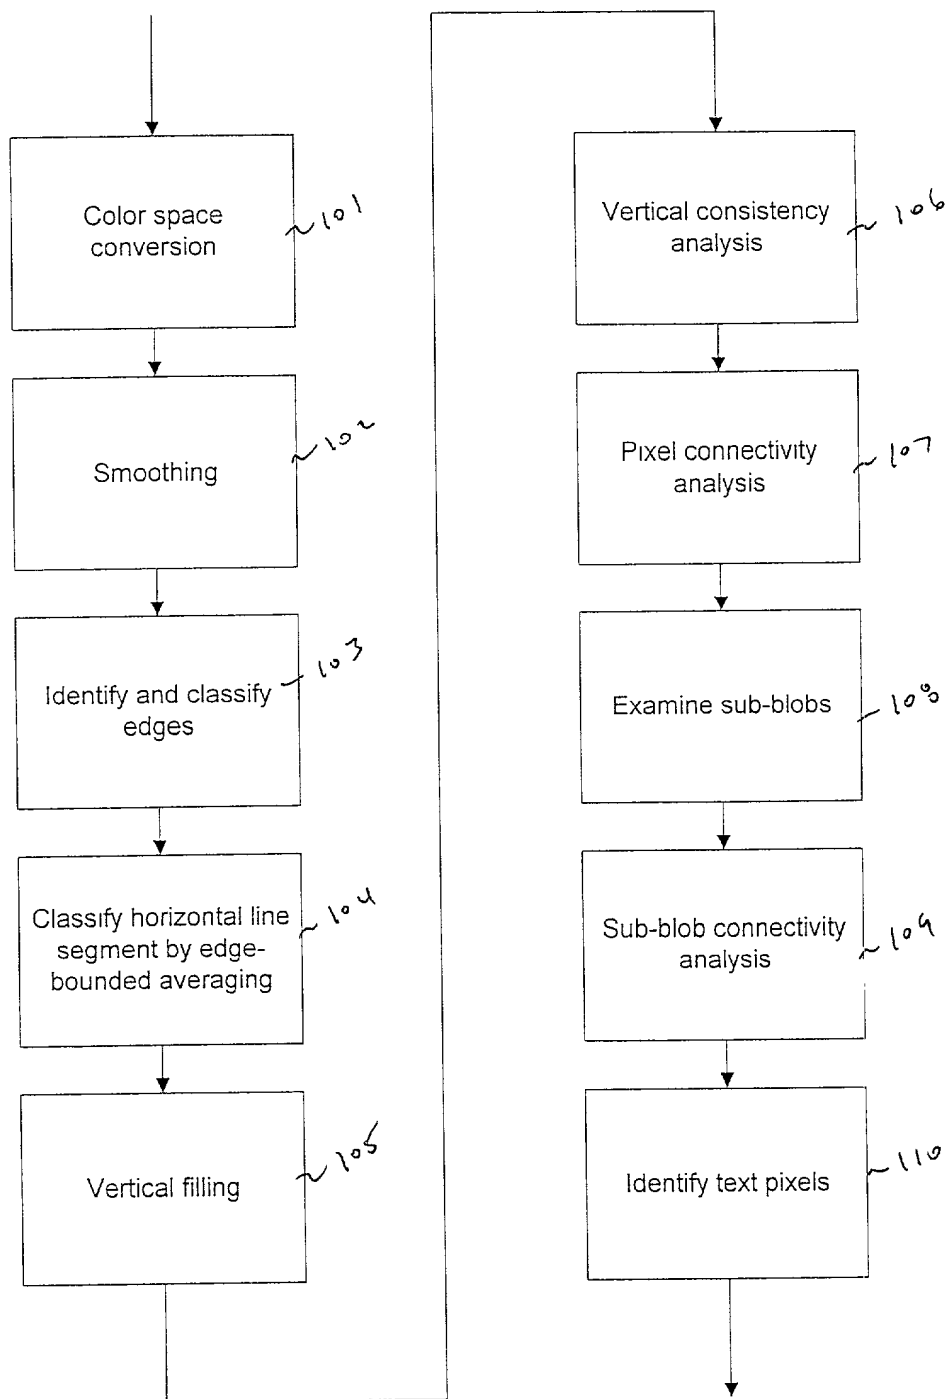 Color space
conversion
101
Smoothing
102
Identify and classify
edges
103
Classify horizontal line
segment by edge-
bounded averaging
104
Vertical filling
105
Vertical consistency
analysis
106
Pixel connectivity
analysis
107
Examine sub-blobs
108
Sub-blob connectivity
analysis
109
Identify text pixels
110